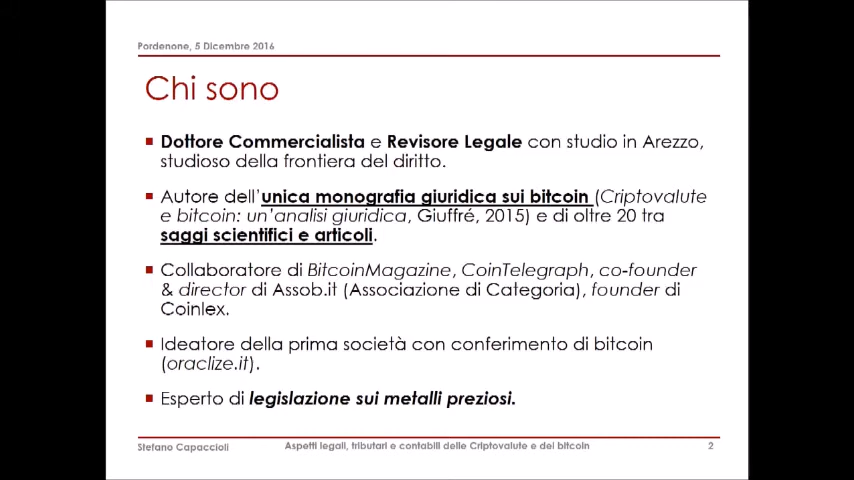 Pordenone, 5 Dicembre 2016
Chi sono
Dottore Commercialista e Revisore Legale con studio in Arezzo,
studioso della frontiera del diritto.
Autore dell'unica monografia giuridica sui bitcoin (Criptovalute
e bitcoin: un'analisi giuridica, Giuffré, 2015) e di oltre 20 tra
saggi scientifici e articoli.
Collaboratore di BitcoinMagazine, CoinTelegraph, co-founder
& director di Assob.it (Associazione di Categoria), founder di
Coinlex.
Ideatore della prima società con conferimento di bitcoin
(oraclize.it).
Esperto di legislazione sui metalli preziosi.
Stefano Capaccioli Aspetti legali, tributari e contabili delle Criptovalute e dei bitcoin 2